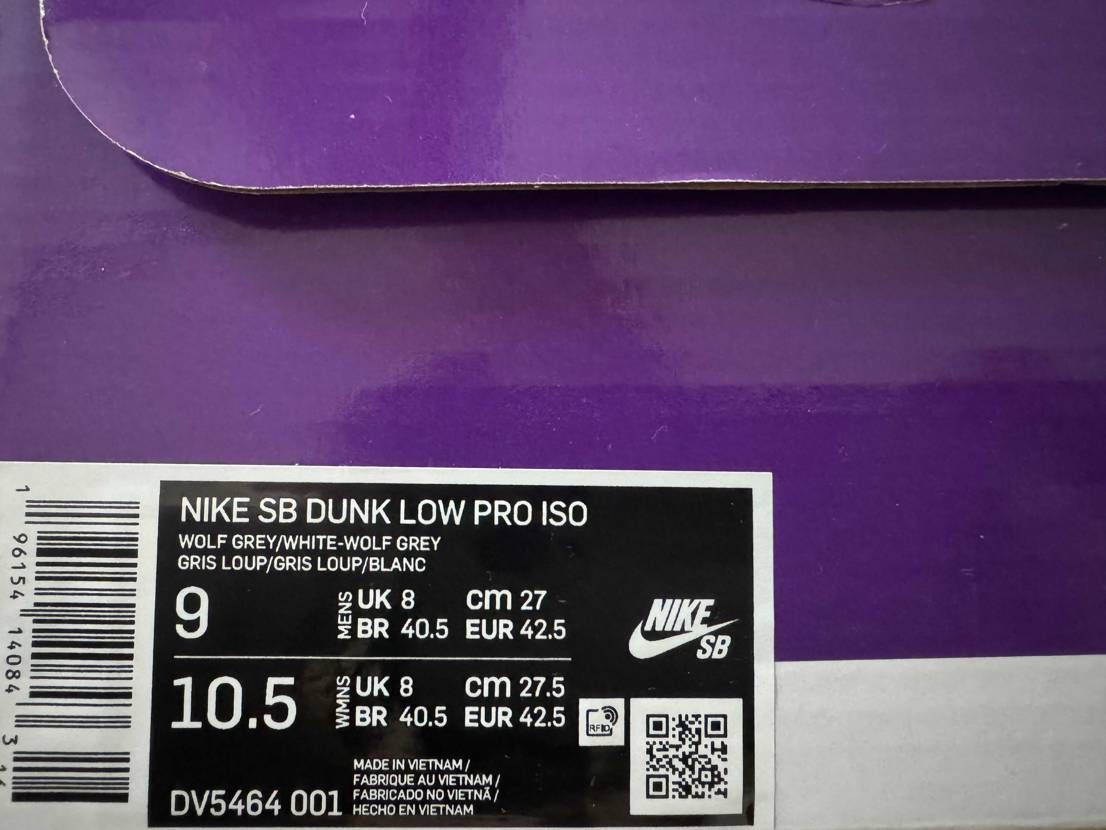 NIKE SB DUNK LOW PRO ISO
WOLF GREY/WHITE-WOLF GREY
GRIS LOUP/GRIS LOUP/BLANC
9
MENS
UK 8 cm 27
BR 40.5 EUR 42.5
NIKE
SB
10.5
WMNS
UK 8 cm 27.5
BR 40.5 EUR 42.5
RFID
MADE IN VIETNAM /
FABRIQUE AU VIETNAM /
FABRICADO NO VIETNÃ /
HECHO EN VIETNAM
DV5464 001
1 96154 14084 3